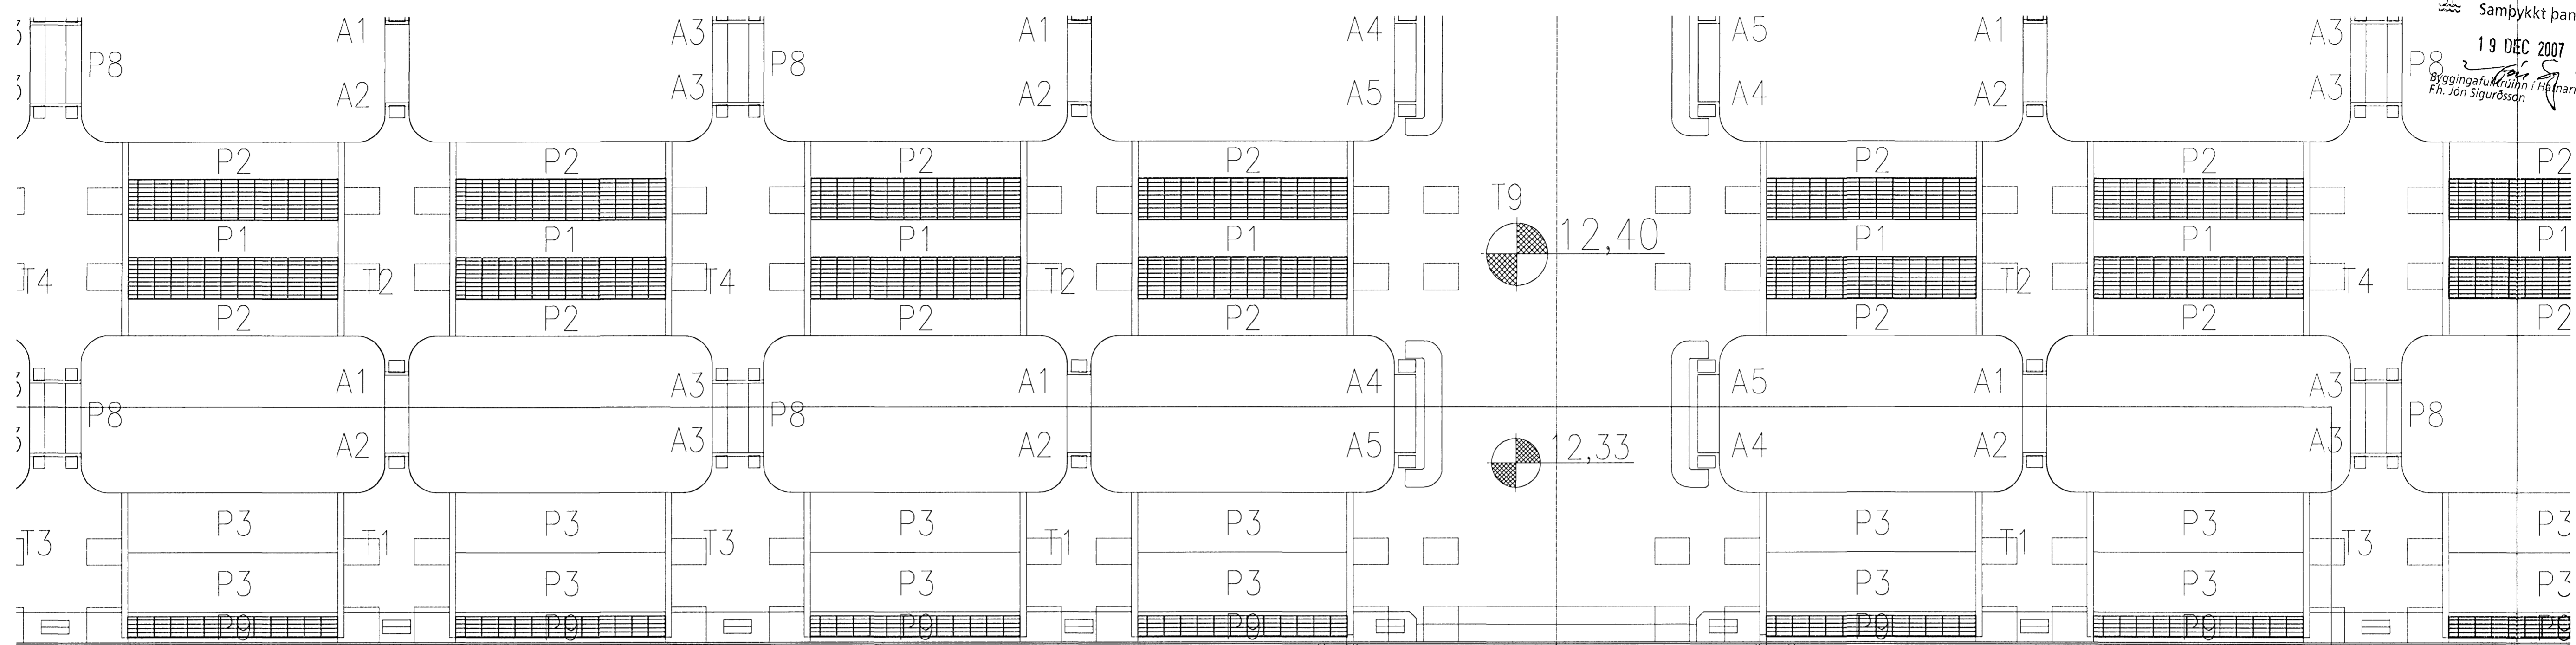 Samþykkt þan
19 DEC 2007
Byggingafulltrúinn í Hafnarf
F.h. Jón Sigurðsson
A3 A1 A3 A1 A4 A5 A1 A3
P8 P8 P8
A2 A3 A2 A5 A4 A2 A3
P2 P2 P2 P2 P2 P2 P2
T9
12,40
P1 P1 P1 P1 P1 P1 P1
T4 T2 T4 T2 T2 T4
P2 P2 P2 P2 P2 P2 P2
A1 A3 A1 A4 A5 A1 A3
P8 P8 P8
A2 A3 A2 A5 A4 A2 A3
12,33
P3 P3 P3 P3 P3 P3 P3
T3 T1 T3 T1 T1 T3
P3 P3 P3 P3 P3 P3 P3
P9 P9 P9 P9 P9 P9 P9